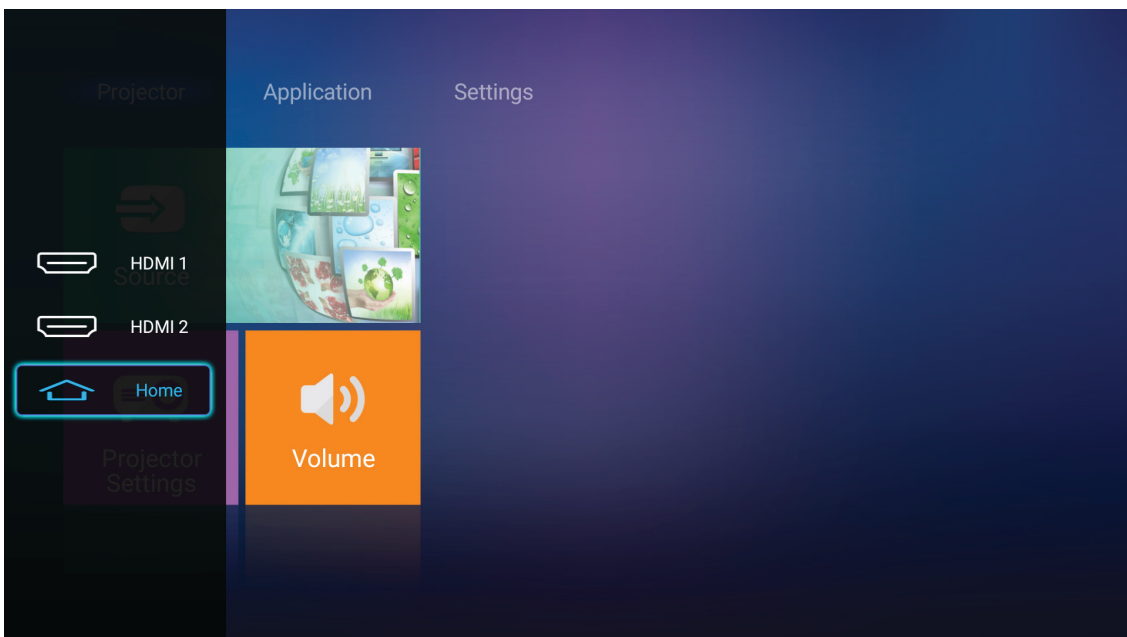 Projector Application Settings
HDMI 1
Source
HDMI 2
Home
Projector
Settings
Volume